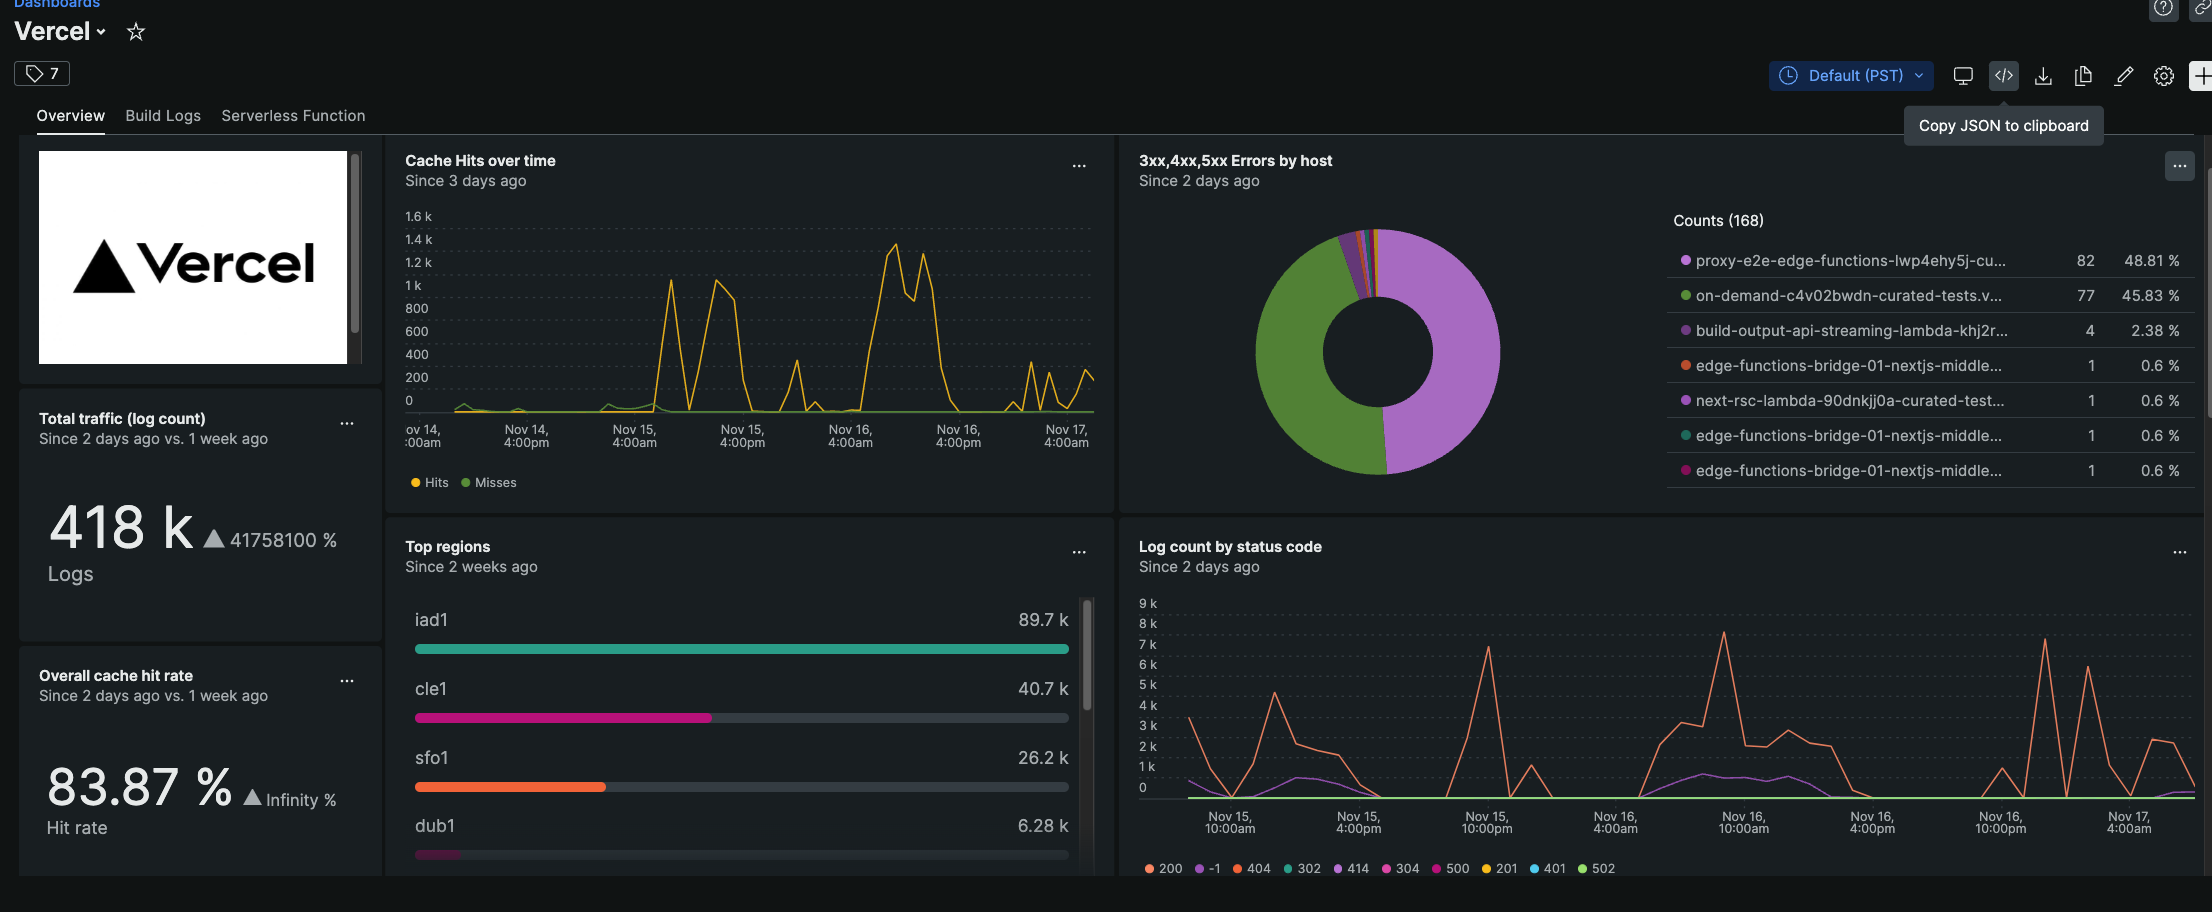 Dashboards
Vercel
7
Default (PST)
Copy JSON to clipboard
Overview Build Logs Serverless Function
Vercel
Total traffic (log count)
Since 2 days ago vs. 1 week ago
418 k 41758100 %
Logs
Overall cache hit rate
Since 2 days ago vs. 1 week ago
83.87 % Infinity %
Hit rate
Cache Hits over time
Since 3 days ago
1.6 k
1.4 k
1.2 k
1 k
800
600
400
200
0
ov 14, Nov 14, Nov 15, Nov 15, Nov 16, Nov 16, Nov 17,
:00am 4:00pm 4:00am 4:00pm 4:00am 4:00pm 4:00am
Hits Misses
3xx,4xx,5xx Errors by host
Since 2 days ago
Counts (168)
proxy-e2e-edge-functions-lwp4ehy5j-cu... 82 48.81 %
on-demand-c4v02bwdn-curated-tests.v... 77 45.83 %
build-output-api-streaming-lambda-khj2r... 4 2.38 %
edge-functions-bridge-01-nextjs-middle... 1 0.6 %
next-rsc-lambda-90dnkjj0a-curated-test... 1 0.6 %
edge-functions-bridge-01-nextjs-middle... 1 0.6 %
edge-functions-bridge-01-nextjs-middle... 1 0.6 %
Top regions
Since 2 weeks ago
iad1 89.7 k
cle1 40.7 k
sfo1 26.2 k
dub1 6.28 k
Log count by status code
Since 2 days ago
9 k
8 k
7 k
6 k
5 k
4 k
3 k
2 k
1 k
0
Nov 15, Nov 15, Nov 15, Nov 16, Nov 16, Nov 16, Nov 16, Nov 17,
10:00am 4:00pm 10:00pm 4:00am 10:00am 4:00pm 10:00pm 4:00am
200 -1 404 302 414 304 500 201 401 502